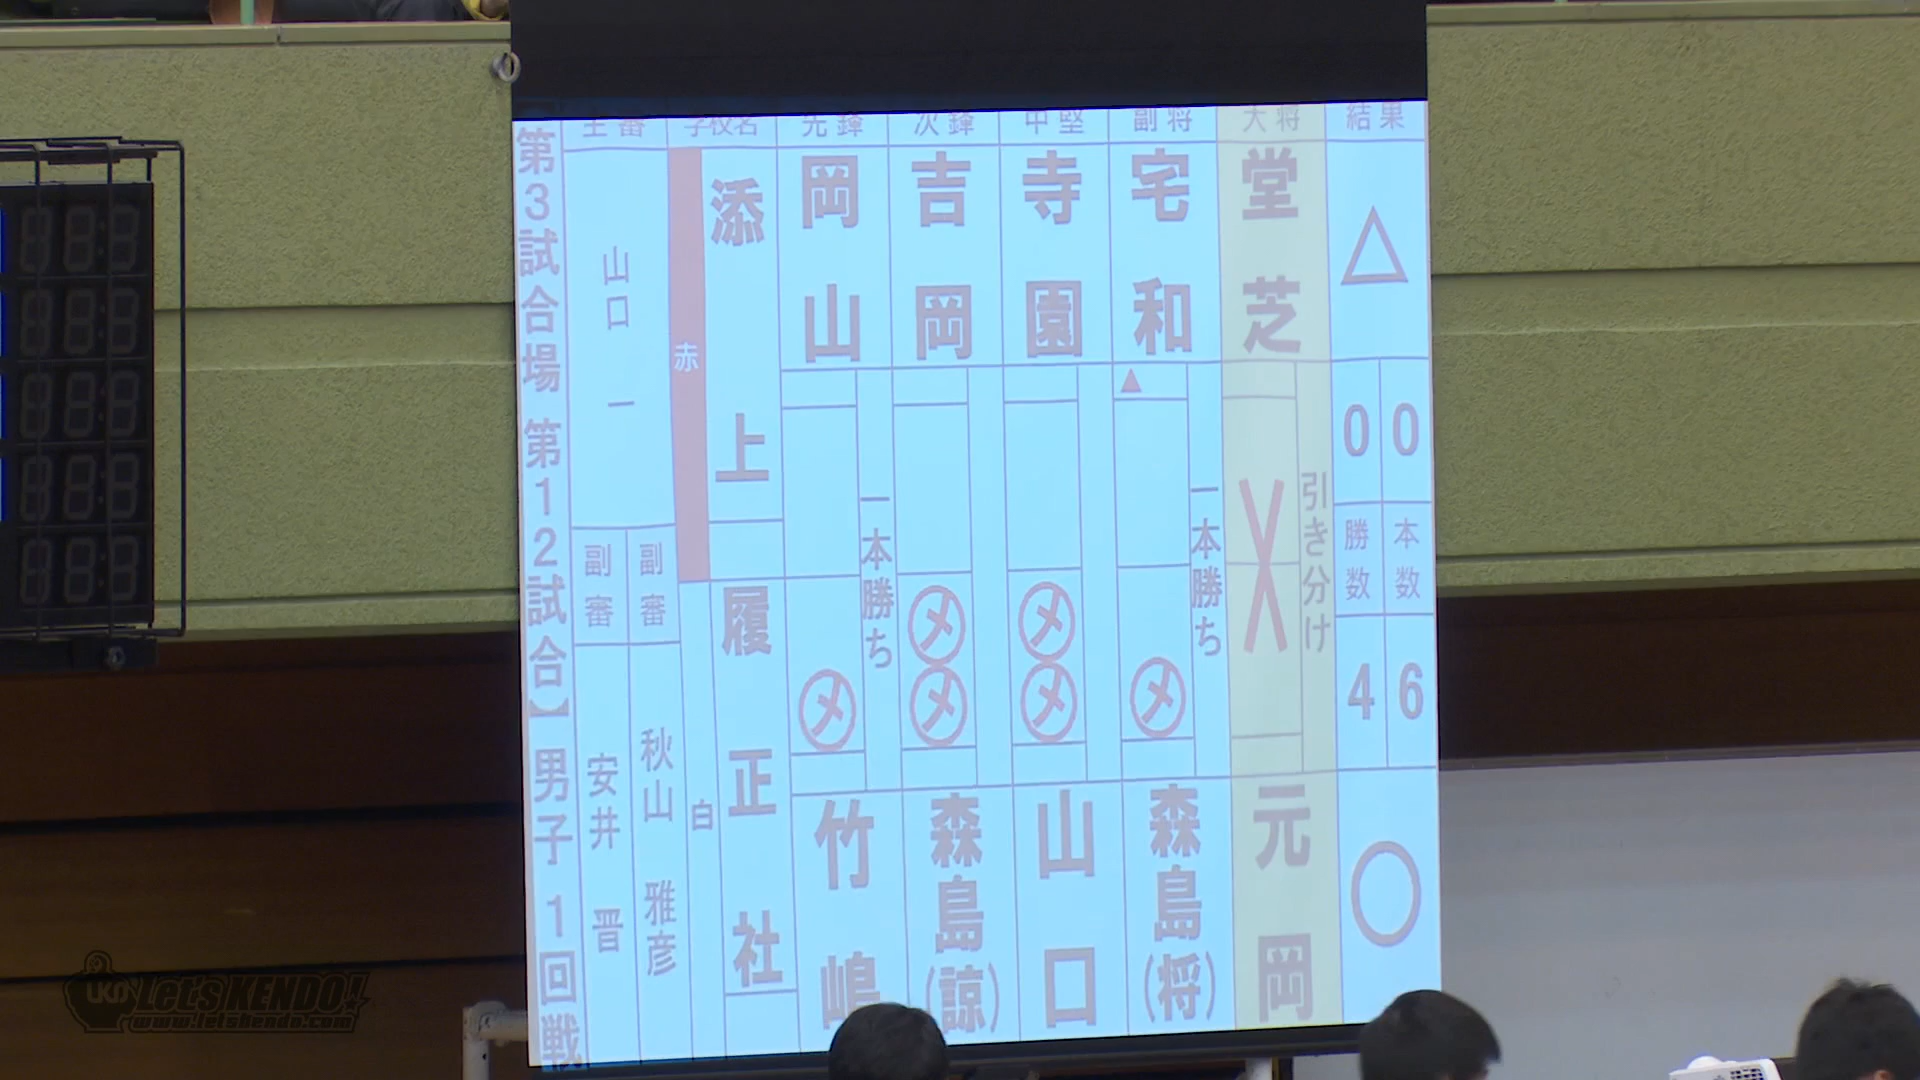 【第3試合場 第12試合】男子 1回戦
主審 学校名 先鋒 次鋒 中堅 副将 大将 結果
山口 一
副審 副審
安井 晋
秋山 雅彦
赤
添上
岡山
吉岡
寺園
宅和
堂芝
△
▲
一本勝ち
一本勝ち
引き分け
0 0
勝数 本数
4 6
メ
メ メ
メ メ
メ
白
履正社
竹嶋
森島(諒)
山口
森島(将)
元岡
○
LKD Let's KENDO!
www.letskendo.com